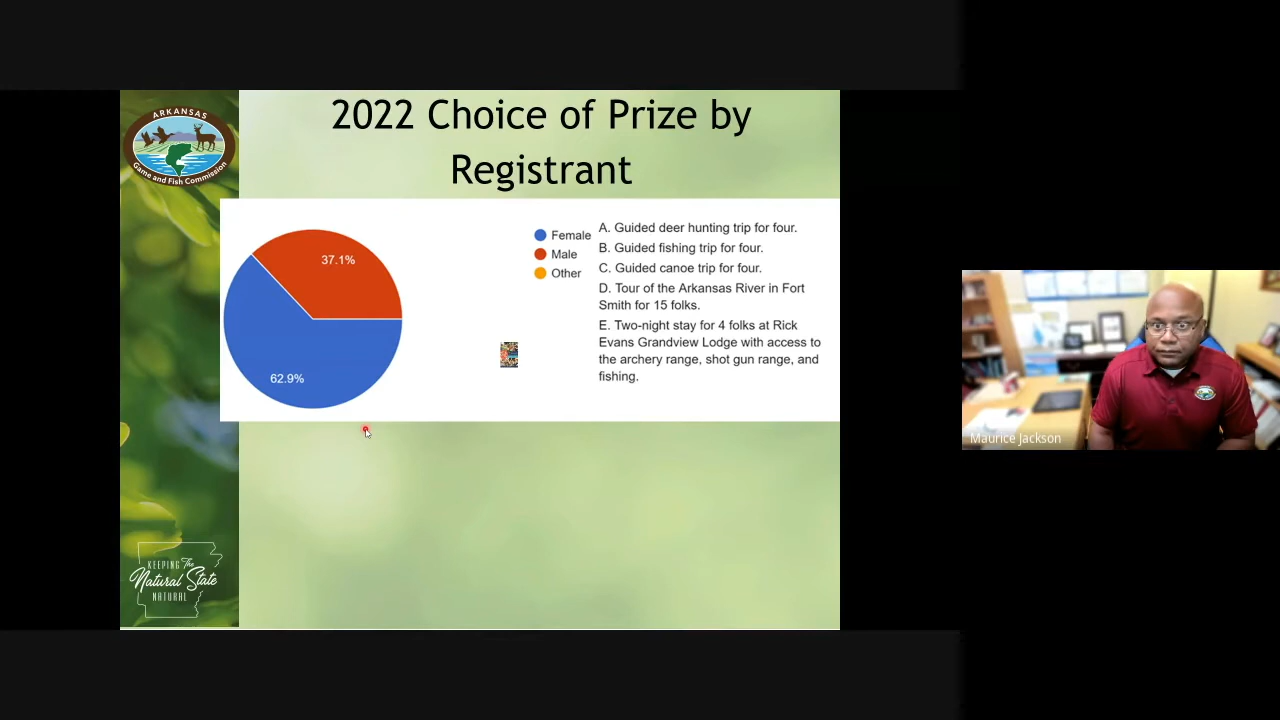 2022 Choice of Prize by
Registrant
ARKANSAS
Game and Fish Commission
37.1%
62.9%
Female
Male
Other
A. Guided deer hunting trip for four.
B. Guided fishing trip for four.
C. Guided canoe trip for four.
D. Tour of the Arkansas River in Fort
Smith for 15 folks.
E. Two-night stay for 4 folks at Rick
Evans Grandview Lodge with access to
the archery range, shot gun range, and
fishing.
KEEPING The
Natural State
NATURAL
Maurice Jackson